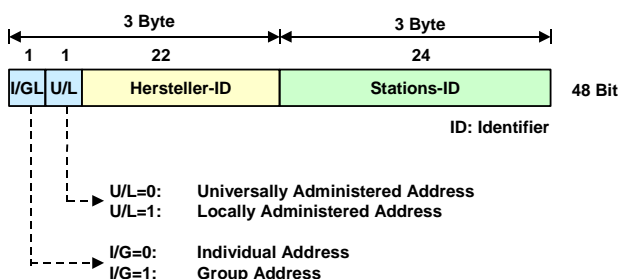 3 Byte 3 Byte
1 1 22 24
I/GL U/L Hersteller-ID Stations-ID 48 Bit
ID: Identifier
U/L=0: Universally Administered Address
U/L=1: Locally Administered Address
I/G=0: Individual Address
I/G=1: Group Address